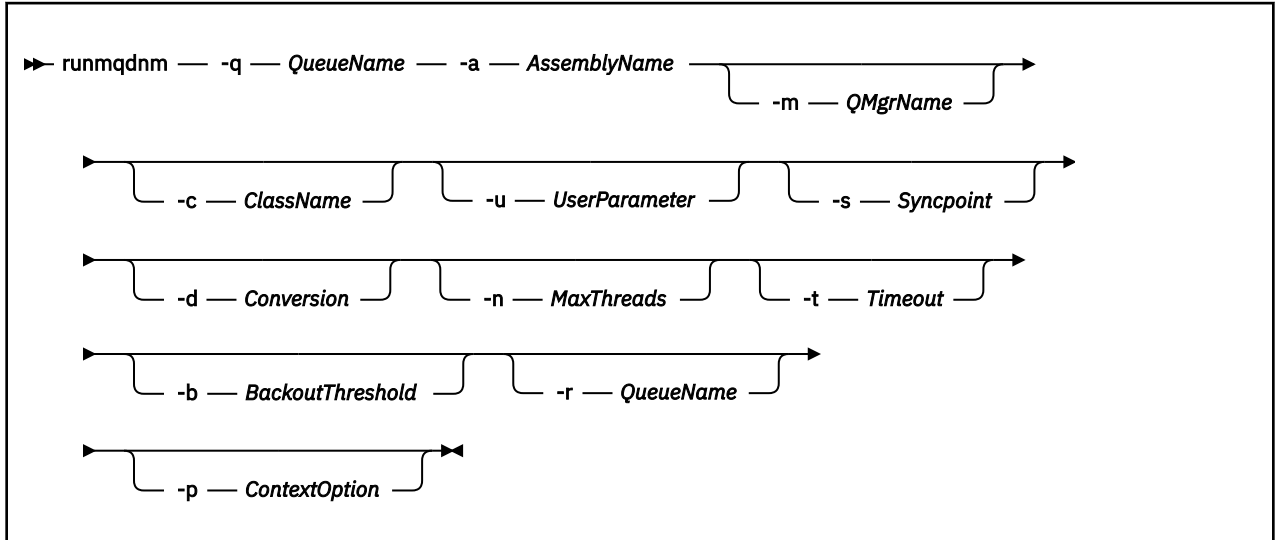 runmqdnm -q QueueName -a AssemblyName
-m QMgrName
-c ClassName -u UserParameter -s Syncpoint
-d Conversion -n MaxThreads -t Timeout
-b BackoutThreshold -r QueueName
-p ContextOption